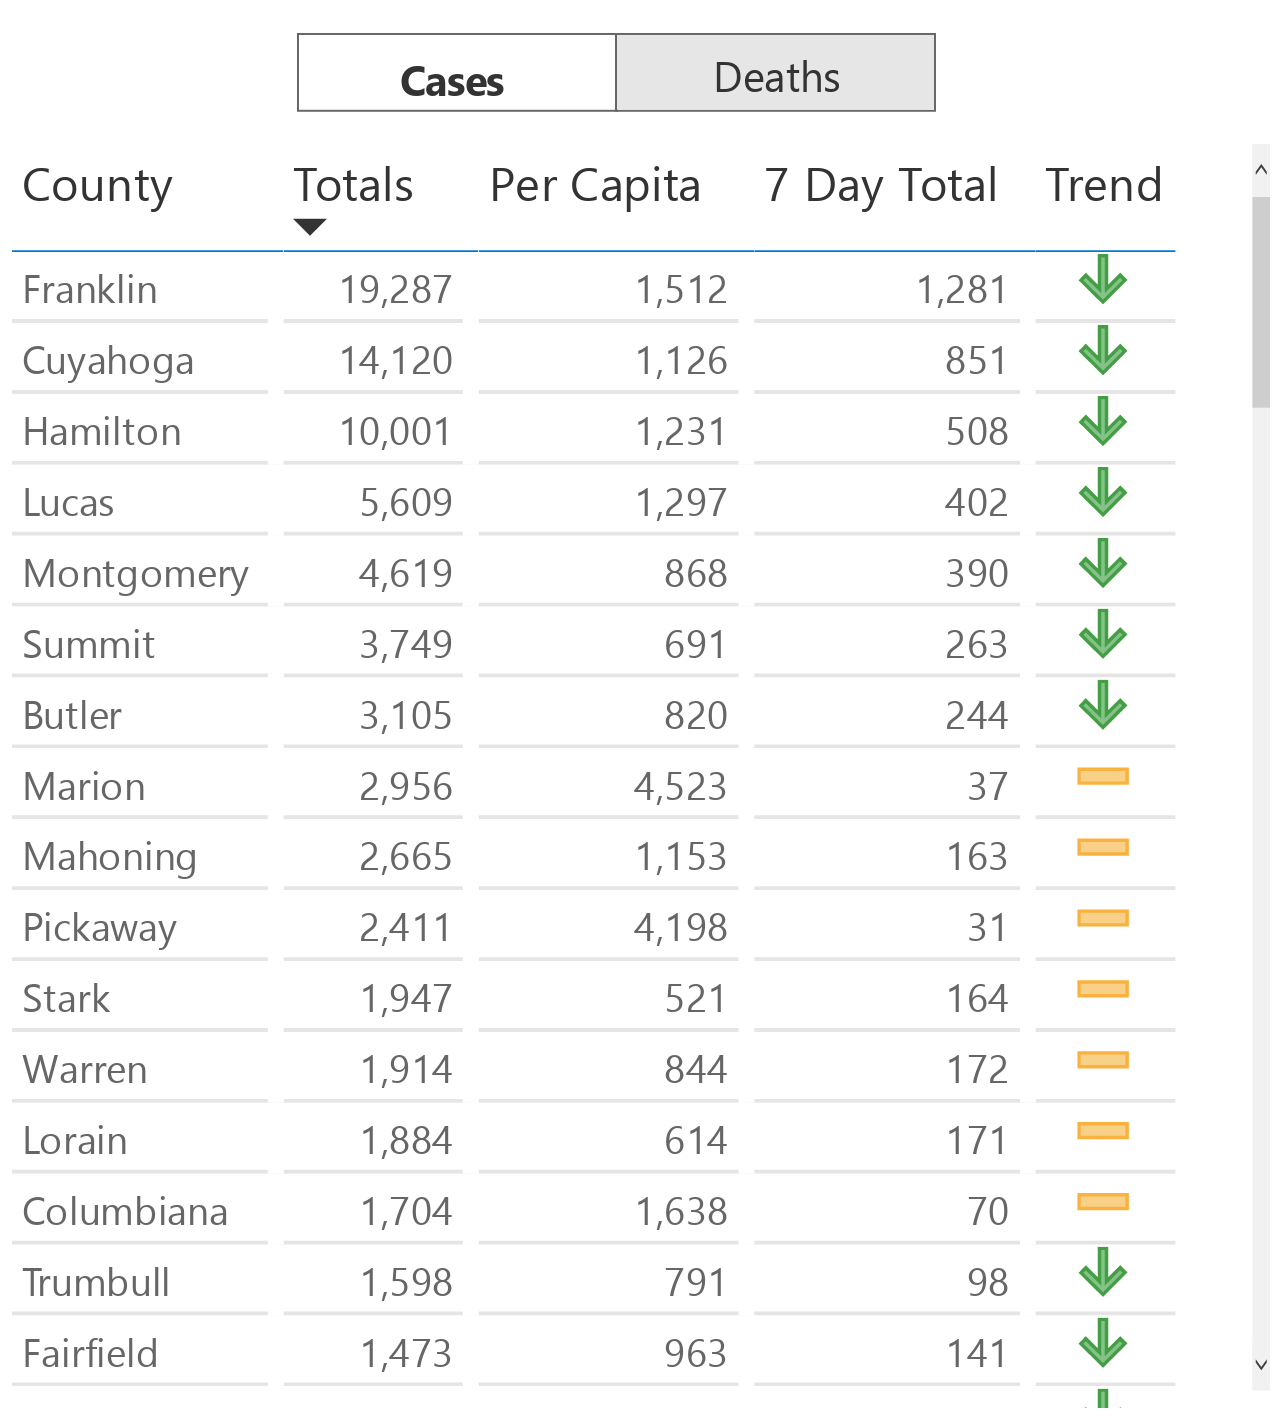 Cases Deaths
County Totals Per Capita 7 Day Total Trend
Franklin 19,287 1,512 1,281
Cuyahoga 14,120 1,126 851
Hamilton 10,001 1,231 508
Lucas 5,609 1,297 402
Montgomery 4,619 868 390
Summit 3,749 691 263
Butler 3,105 820 244
Marion 2,956 4,523 37
Mahoning 2,665 1,153 163
Pickaway 2,411 4,198 31
Stark 1,947 521 164
Warren 1,914 844 172
Lorain 1,884 614 171
Columbiana 1,704 1,638 70
Trumbull 1,598 791 98
Fairfield 1,473 963 141